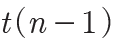 t(n − 1)